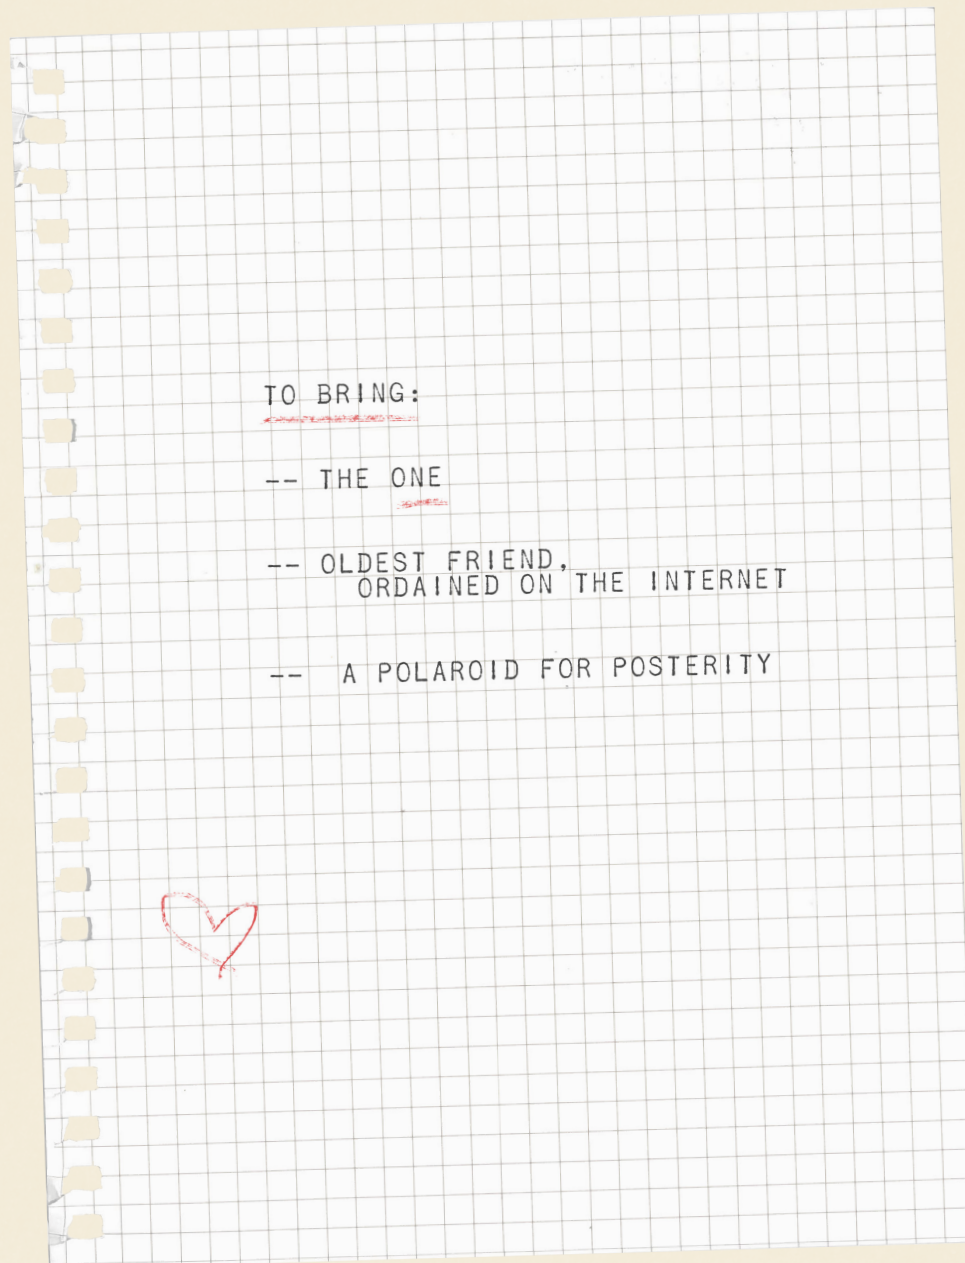 TO BRING:
-- THE ONE
-- OLDEST FRIEND,
ORDAINED ON THE INTERNET
-- A POLAROID FOR POSTERITY